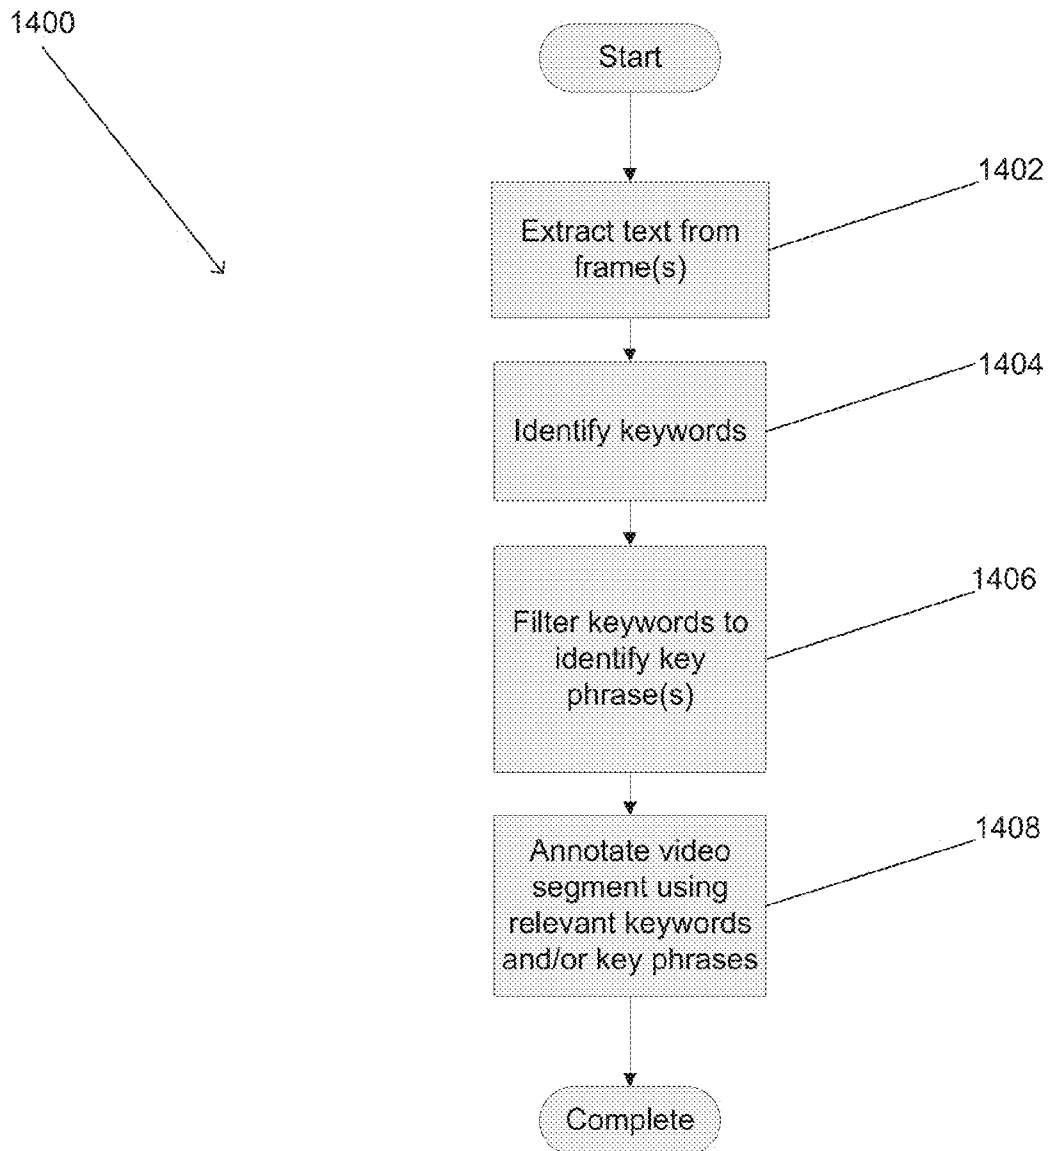 1400
Start
1402
Extract text from
frame(s)
1404
Identify keywords
1406
Filter keywords to
identify key
phrase(s)
1408
Annotate video
segment using
relevant keywords
and/or key phrases
Complete